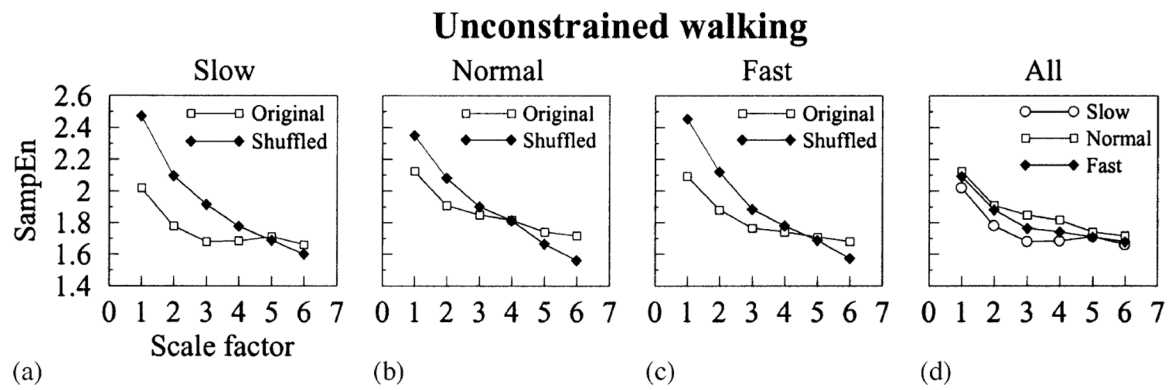 Unconstrained walking
Slow Normal Fast All
2.6
2.4
2.2
2
1.8
1.6
1.4
SampEn
Original
Shuffled
Original
Shuffled
Original
Shuffled
Slow
Normal
Fast
0 1 2 3 4 5 6 7
0 1 2 3 4 5 6 7
0 1 2 3 4 5 6 7
0 1 2 3 4 5 6 7
Scale factor
(a) (b) (c) (d)